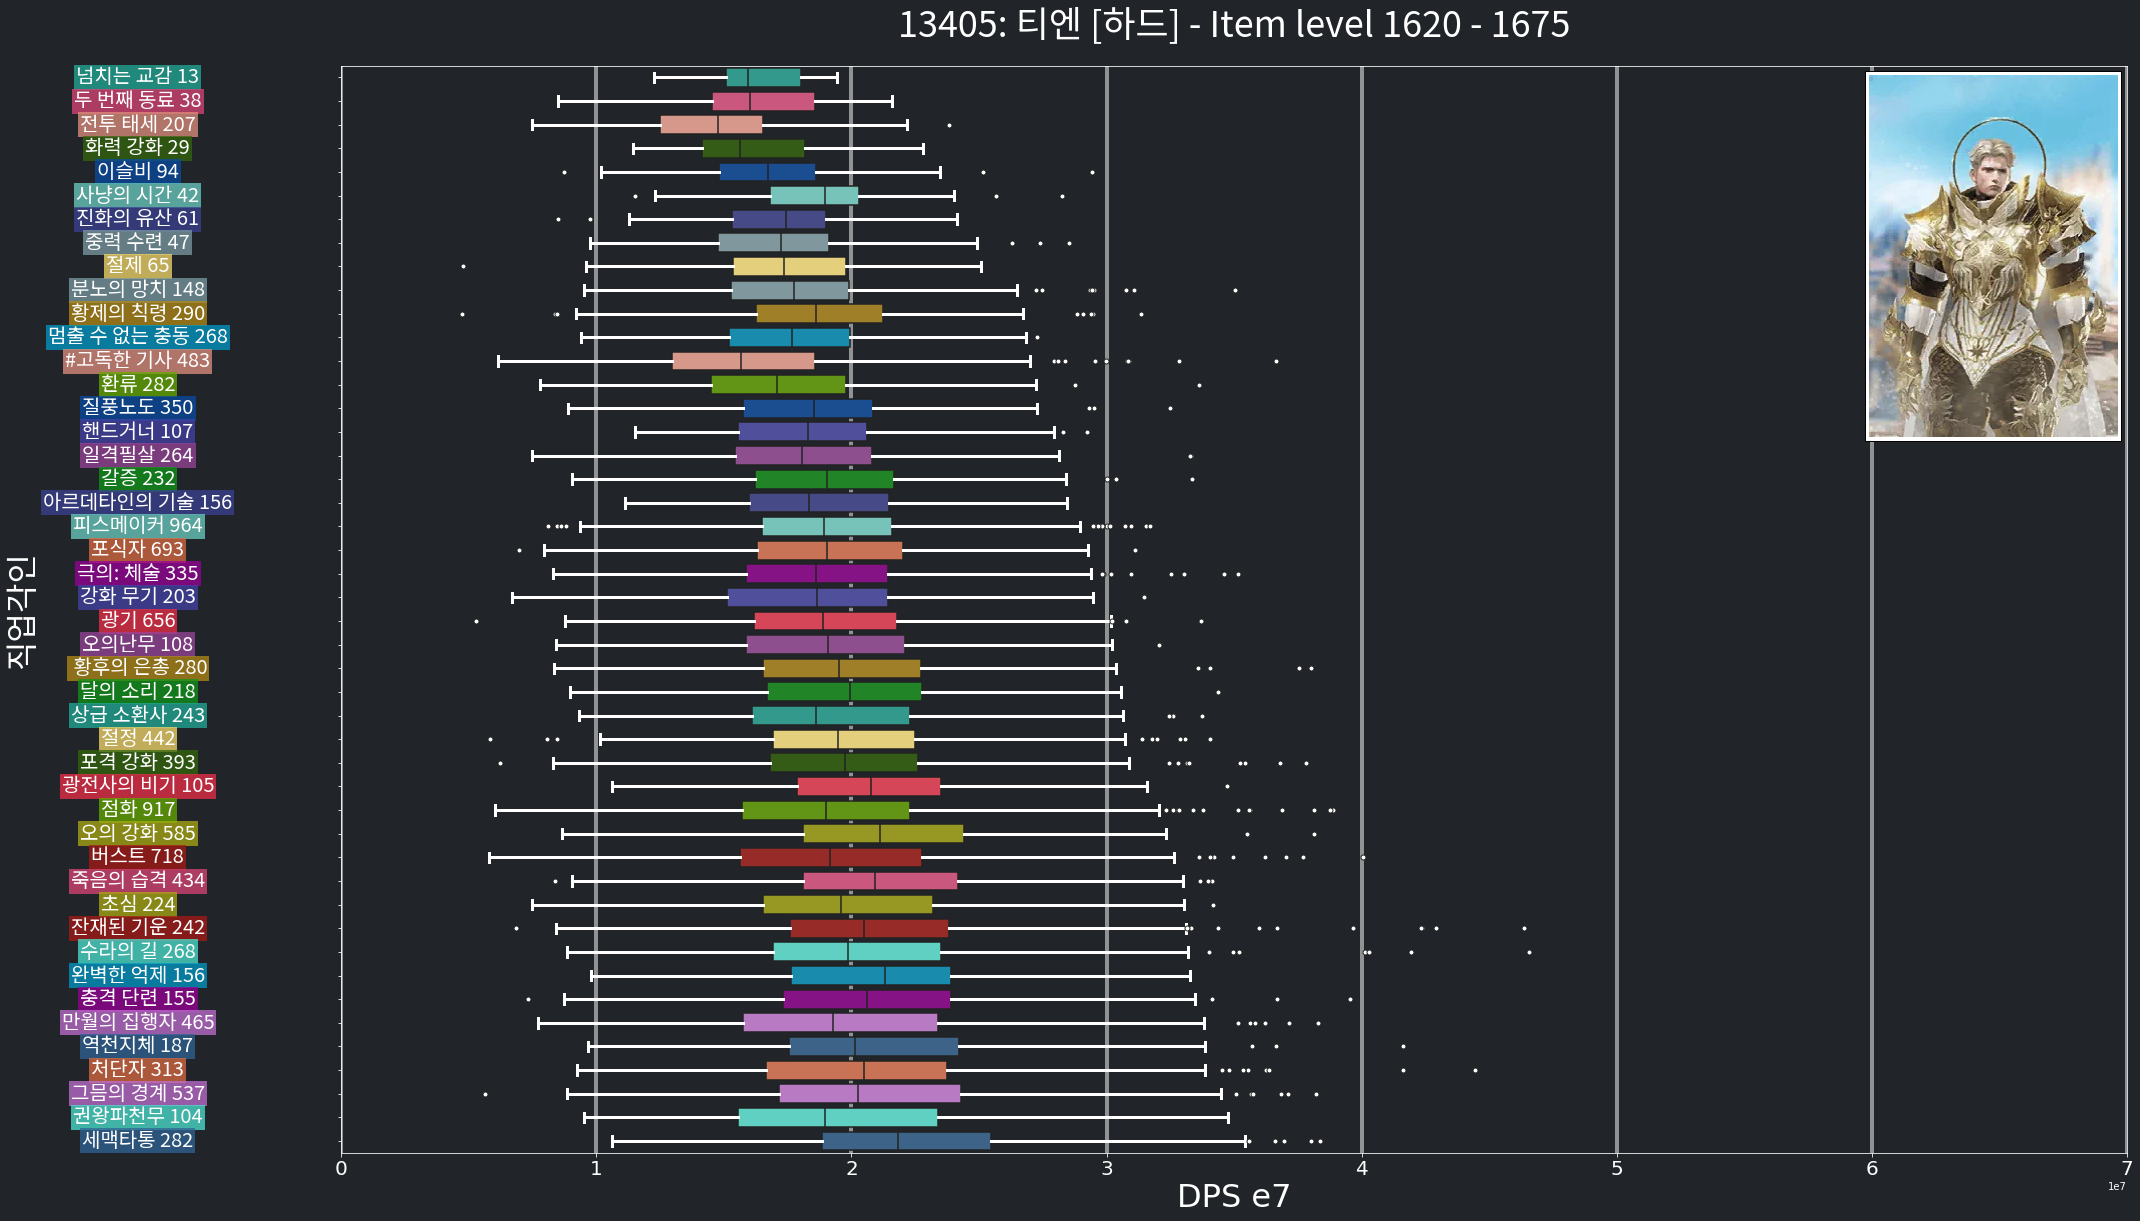 13405: 티엔 [하드] - Item level 1620 - 1675
넘치는 교감 13
두 번째 동료 38
전투 태세 207
화력 강화 29
이슬비 94
사냥의 시간 42
진화의 유산 61
중력 수련 47
절제 65
분노의 망치 148
황제의 칙령 290
멈출 수 없는 충동 268
#고독한 기사 483
환류 282
질풍노도 350
핸드거너 107
일격필살 264
갈증 232
아르데타인의 기술 156
피스메이커 964
포식자 693
극의: 체술 335
강화 무기 203
광기 656
오의난무 108
황후의 은총 280
달의 소리 218
상급 소환사 243
절정 442
포격 강화 393
광전사의 비기 105
점화 917
오의 강화 585
버스트 718
죽음의 습격 434
초심 224
잔재된 기운 242
수라의 길 268
완벽한 억제 156
충격 단련 155
만월의 집행자 465
역천지체 187
처단자 313
그믐의 경계 537
권왕파천무 104
세맥타통 282
직업각인
0 1 2 3 4 5 6 7
DPS e7
1e7